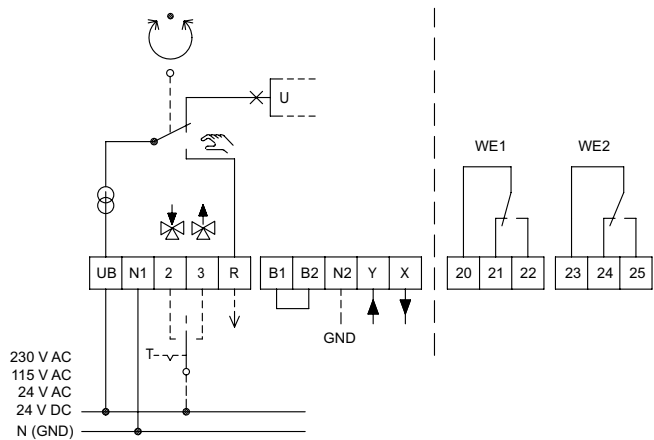 U
WE1 WE2
UB N1 2 3 R B1 B2 N2 Y X 20 21 22 23 24 25
GND
T
230 V AC
115 V AC
24 V AC
24 V DC
N (GND)